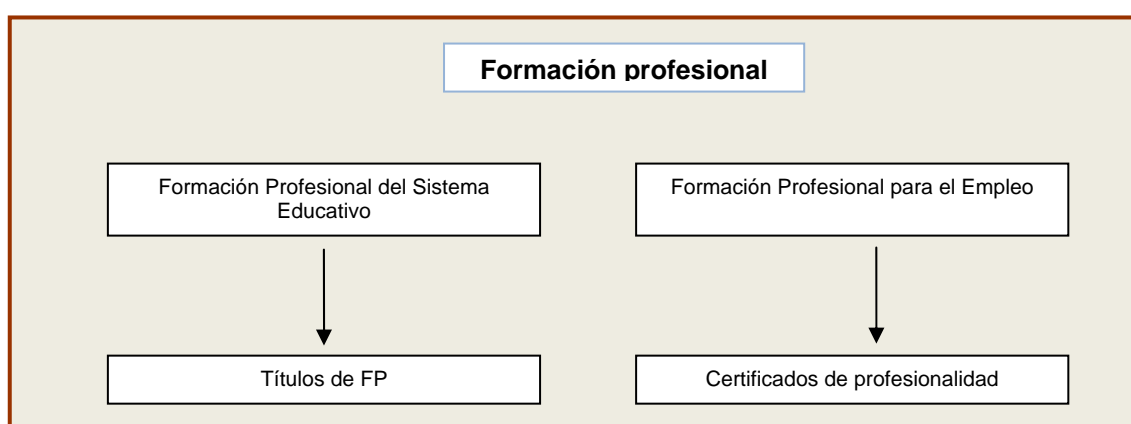 Formación profesional
Formación Profesional del Sistema
Educativo
Formación Profesional para el Empleo
Títulos de FP
Certificados de profesionalidad